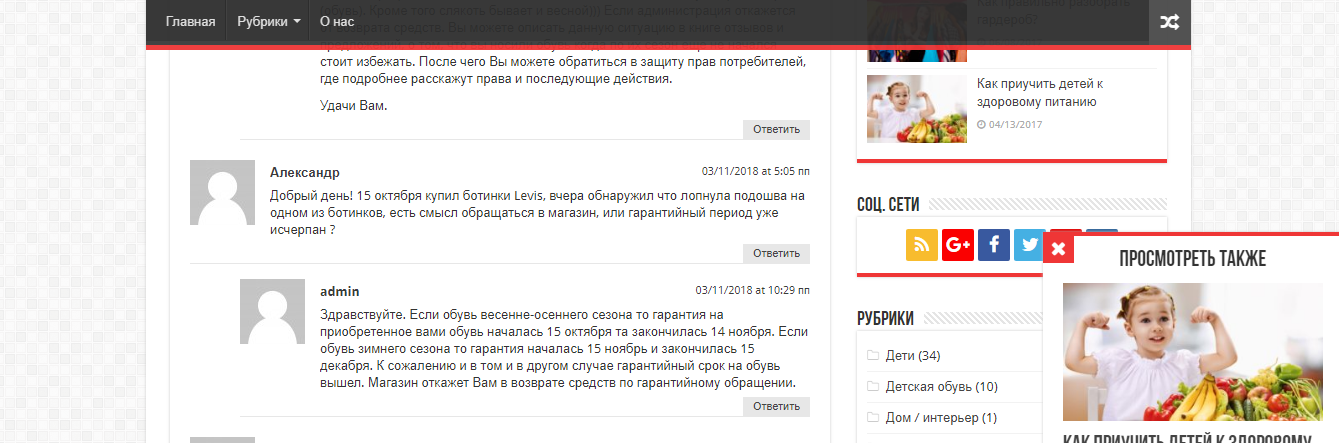 Главная
Рубрики
О нас
(обувь). Кроме того слякоть бывает и весной))) Если администрация откажется
от возврата средств. Вы можете описать данную ситуацию в книге отзывов и
стоит избежать. После чего Вы можете обратиться в защиту прав потребителей,
где подробнее расскажут права и последующие действия.
Удачи Вам.
Ответить
Александр
03/11/2018 at 5:05 пп
Добрый день! 15 октября купил ботинки Levis, вчера обнаружил что лопнула подошва на
одном из ботинков, есть смысл обращаться в магазин, или гарантийный период уже
исчерпан ?
Ответить
admin
03/11/2018 at 10:29 пп
Здравствуйте. Если обувь весенне-осеннего сезона то гарантия на
приобретенное вами обувь началась 15 октября та закончилась 14 ноября. Если
обувь зимнего сезона то гарантия началась 15 ноябрь и закончилась 15
декабря. К сожалению и в том и в другом случае гарантийный срок на обувь
вышел. Магазин откажет Вам в возврате средств по гарантийному обращении.
Ответить
Как правильно разобрать
гардероб?
Как приучить детей к
здоровому питанию
04/13/2017
СОЦ. СЕТИ
РУБРИКИ
Дети (34)
Детская обувь (10)
Дом / интерьер (1)
ПРОСМОТРЕТЬ ТАКЖЕ
КАК ПРИУЧИТЬ ДЕТЕЙ К ЗДОРОВОМУ